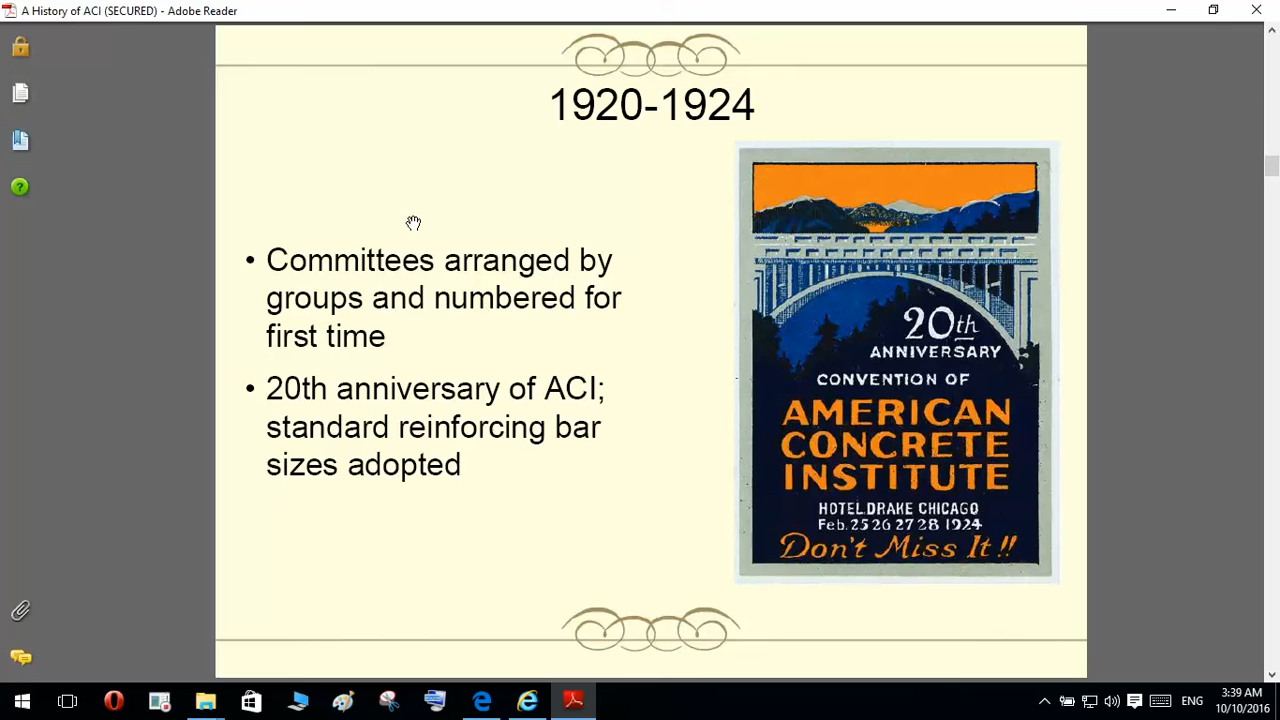 A History of ACI (SECURED) - Adobe Reader
1920-1924
• Committees arranged by
groups and numbered for
first time
• 20th anniversary of ACI;
standard reinforcing bar
sizes adopted
20th
ANNIVERSARY
CONVENTION OF
AMERICAN
CONCRETE
INSTITUTE
HOTEL.DRAKE CHICAGO
Feb. 25 26 27 28 1924
Don't Miss It!!
ENG
3:39 AM
10/10/2016